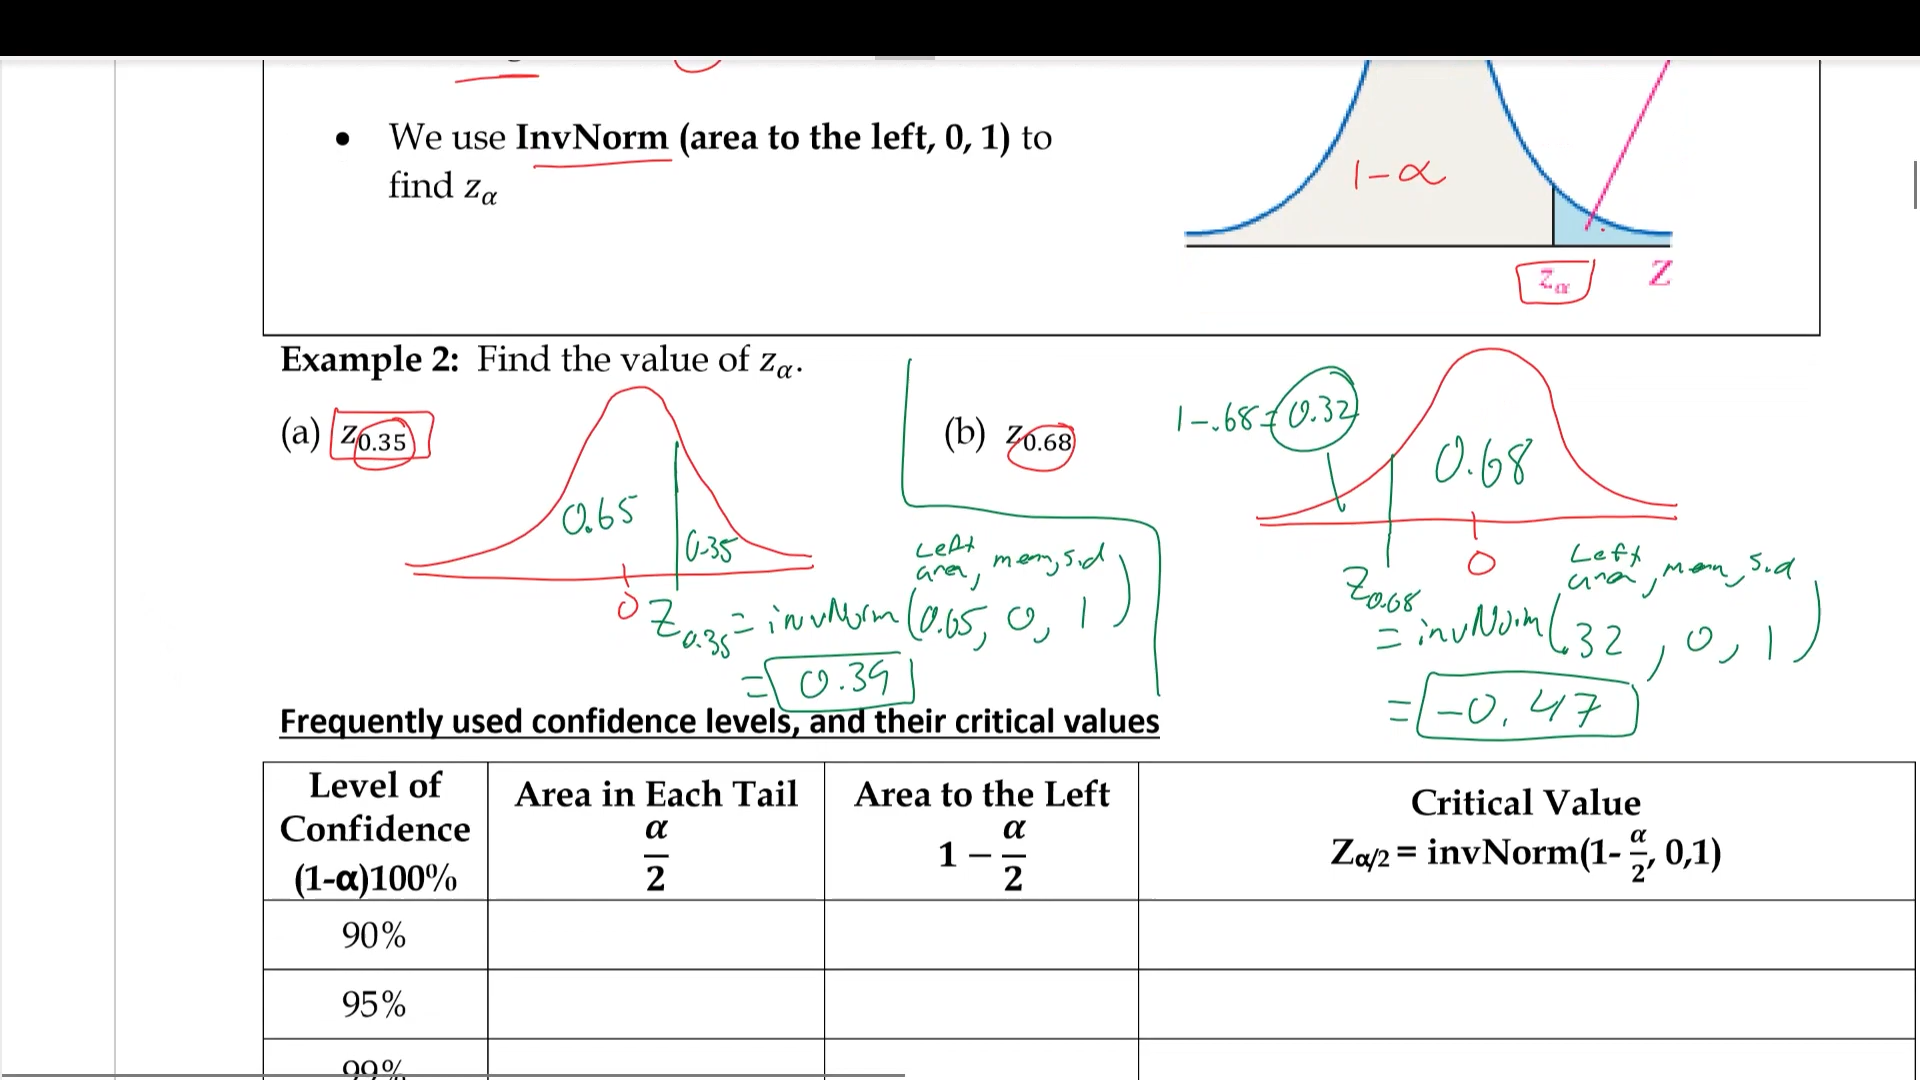 • We use InvNorm (area to the left, 0, 1) to
find zα
1-α
zα
Z
Example 2: Find the value of zα.
(a) z0.35
0.65
0.35
0
Left area, mean, s.d
Z0.35 = invNorm(0.65, 0, 1)
= 0.39
(b) z0.68
1-.68=0.32
0.68
0
Z0.68
Left area, mean, s.d
= invNorm(.32, 0, 1)
= -0.47
Frequently used confidence levels, and their critical values
Level of Confidence (1-α)100%
Area in Each Tail α/2
Area to the Left 1 − α/2
Critical Value Zα/2 = invNorm(1- α/2, 0,1)
90%
95%
99%